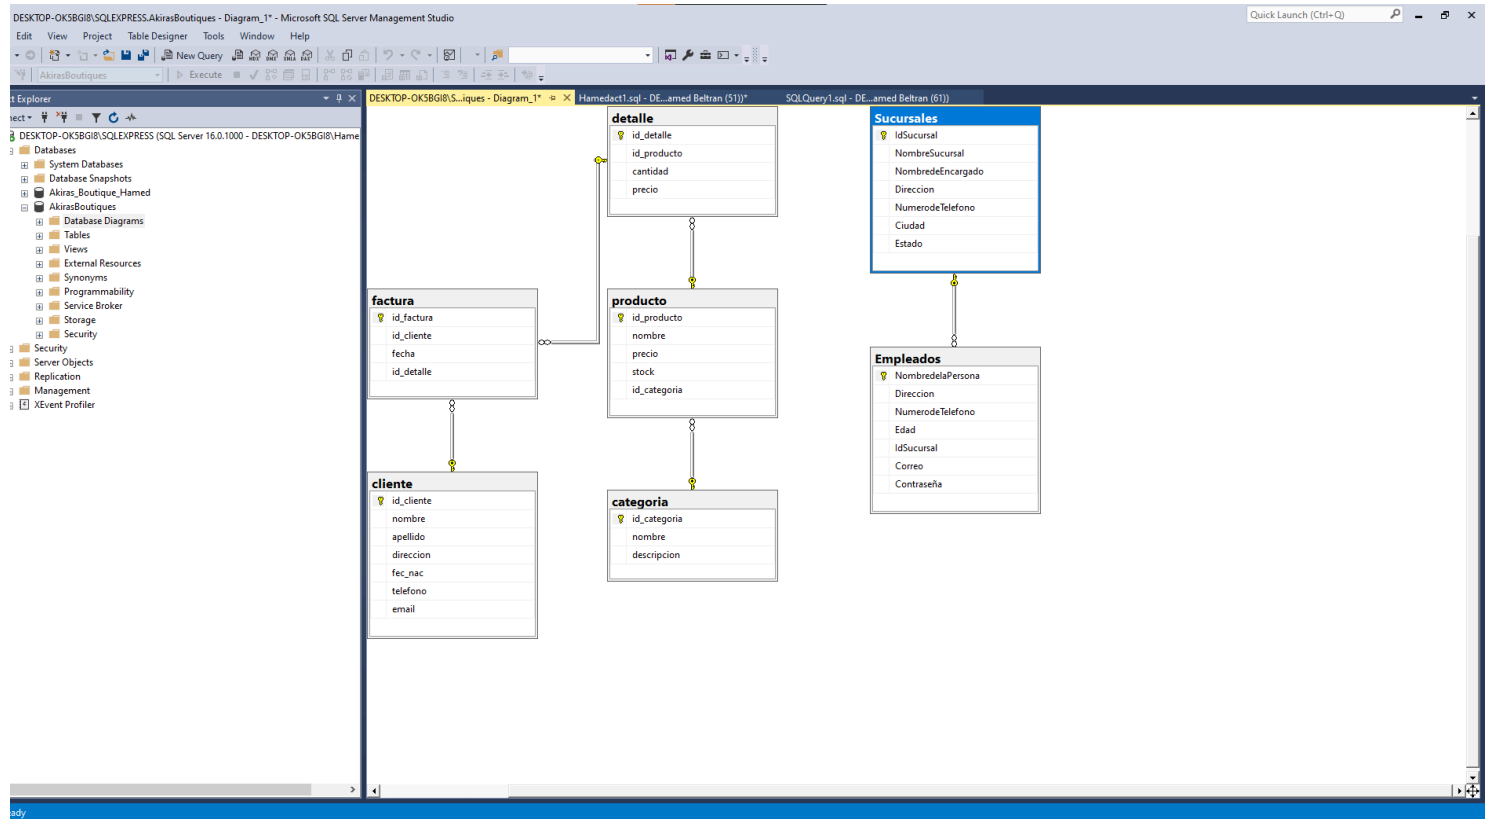 DESKTOP-OK5BGI8\SQLEXPRESS.AkirasBoutiques - Diagram_1* - Microsoft SQL Server Management Studio
Quick Launch (Ctrl+Q)
Edit View Project Table Designer Tools Window Help
New Query
AkirasBoutiques
Execute
Explorer
DESKTOP-OK5BGI8\S...iques - Diagram_1*
Hamedact1.sql - DE...amed Beltran (51))*
SQLQuery1.sql - DE...amed Beltran (61))
DESKTOP-OK5BGI8\SQLEXPRESS (SQL Server 16.0.1000 - DESKTOP-OK5BGI8\Hame
Databases
System Databases
Database Snapshots
Akiras_Boutique_Hamed
AkirasBoutiques
Database Diagrams
Tables
Views
External Resources
Synonyms
Programmability
Service Broker
Storage
Security
Security
Server Objects
Replication
Management
XEvent Profiler
detalle
id_detalle
id_producto
cantidad
precio
Sucursales
IdSucursal
NombreSucursal
NombredeEncargado
Direccion
NumerodeTelefono
Ciudad
Estado
factura
id_factura
id_cliente
fecha
id_detalle
producto
id_producto
nombre
precio
stock
id_categoria
Empleados
NombredelaPersona
Direccion
NumerodeTelefono
Edad
IdSucursal
Correo
Contraseña
cliente
id_cliente
nombre
apellido
direccion
fec_nac
telefono
email
categoria
id_categoria
nombre
descripcion